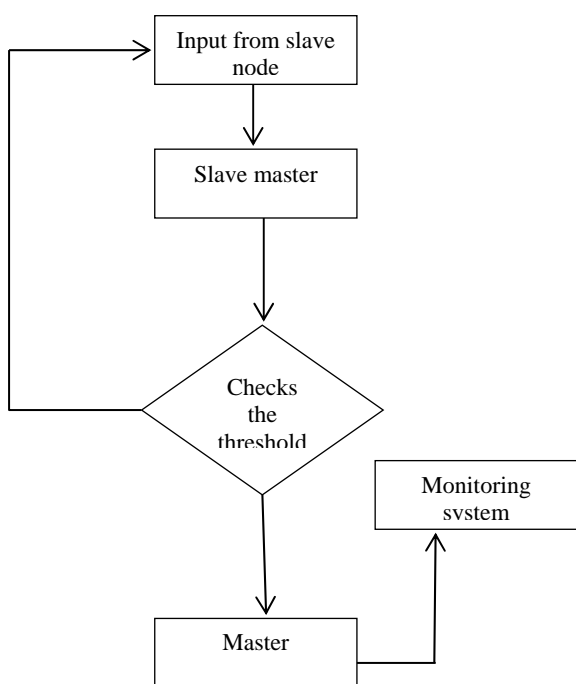 Input from slave
node
Slave master
Checks
the
threshold
Monitoring
system
Master